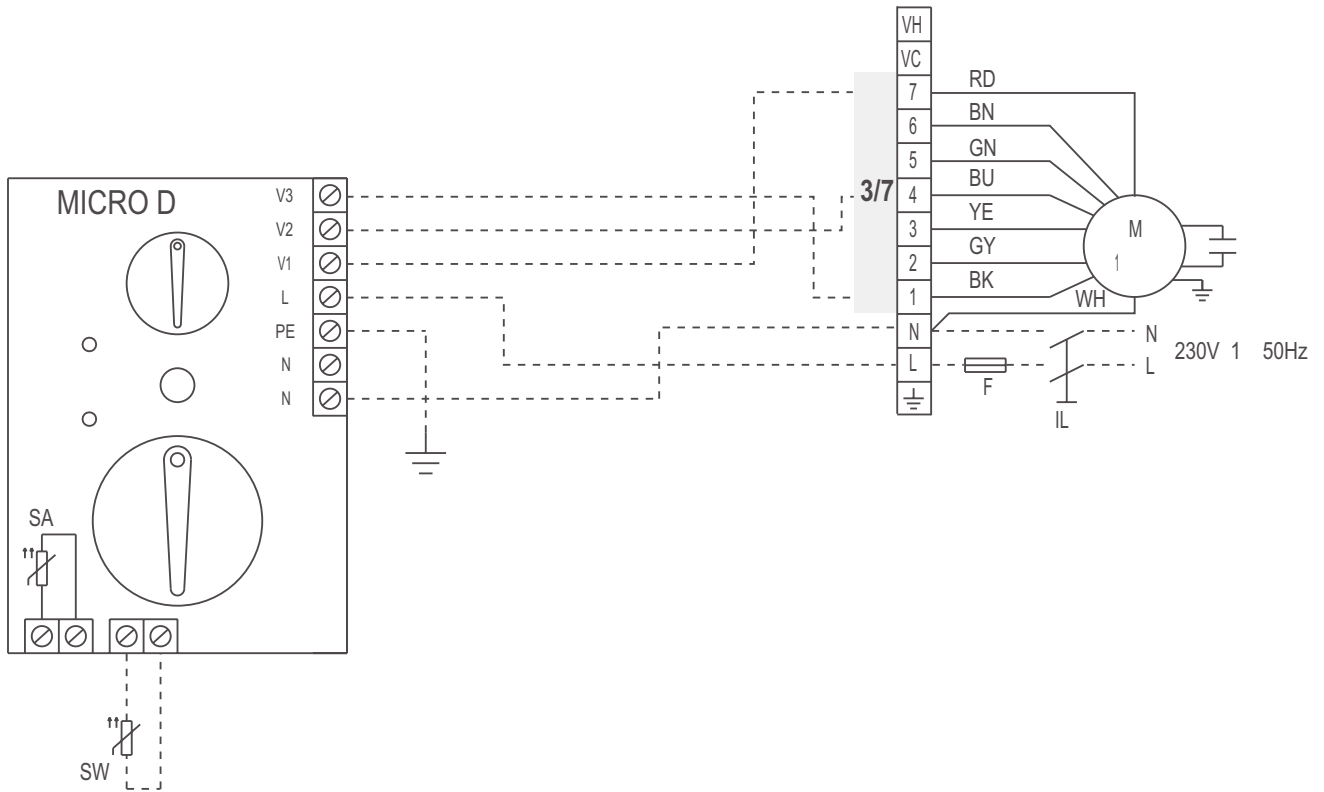 MICRO D
V3
V2
V1
L
PE
N
N
SA
SW
3/7
VH
VC
7
6
5
4
3
2
1
N
L
RD
BN
GN
BU
YE
GY
BK
WH
M
1
N
L
230V 1 50Hz
F
IL